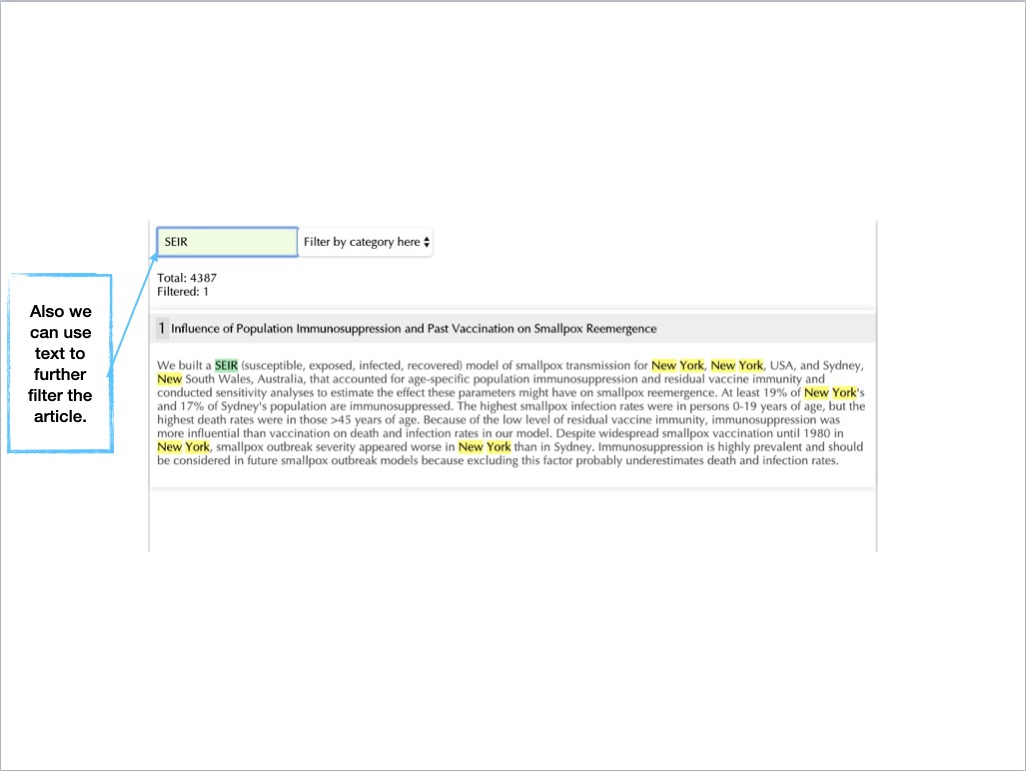 SEIR
Filter by category here
Total: 4387
Filtered: 1
Also we
can use
text to
further
filter the
article.
1 Influence of Population Immunosuppression and Past Vaccination on Smallpox Reemergence
We built a SEIR (susceptible, exposed, infected, recovered) model of smallpox transmission for New York, New York, USA, and Sydney,
New South Wales, Australia, that accounted for age-specific population immunosuppression and residual vaccine immunity and
conducted sensitivity analyses to estimate the effect these parameters might have on smallpox reemergence. At least 19% of New York's
and 17% of Sydney's population are immunosuppressed. The highest smallpox infection rates were in persons 0-19 years of age, but the
highest death rates were in those >45 years of age. Because of the low level of residual vaccine immunity, immunosuppression was
more influential than vaccination on death and infection rates in our model. Despite widespread smallpox vaccination until 1980 in
New York, smallpox outbreak severity appeared worse in New York than in Sydney. Immunosuppression is highly prevalent and should
be considered in future smallpox outbreak models because excluding this factor probably underestimates death and infection rates.